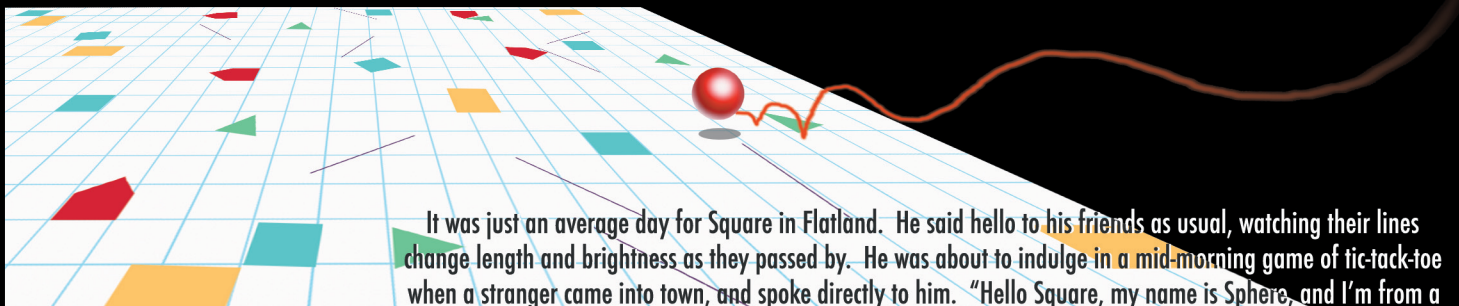 It was just an average day for Square in Flatland.  He said hello to his friends as usual, watching their lines
change length and brightness as they passed by.  He was about to indulge in a mid-morning game of tic-tack-toe
when a stranger came into town, and spoke directly to him.  “Hello Square, my name is Sphere, and I’m from a